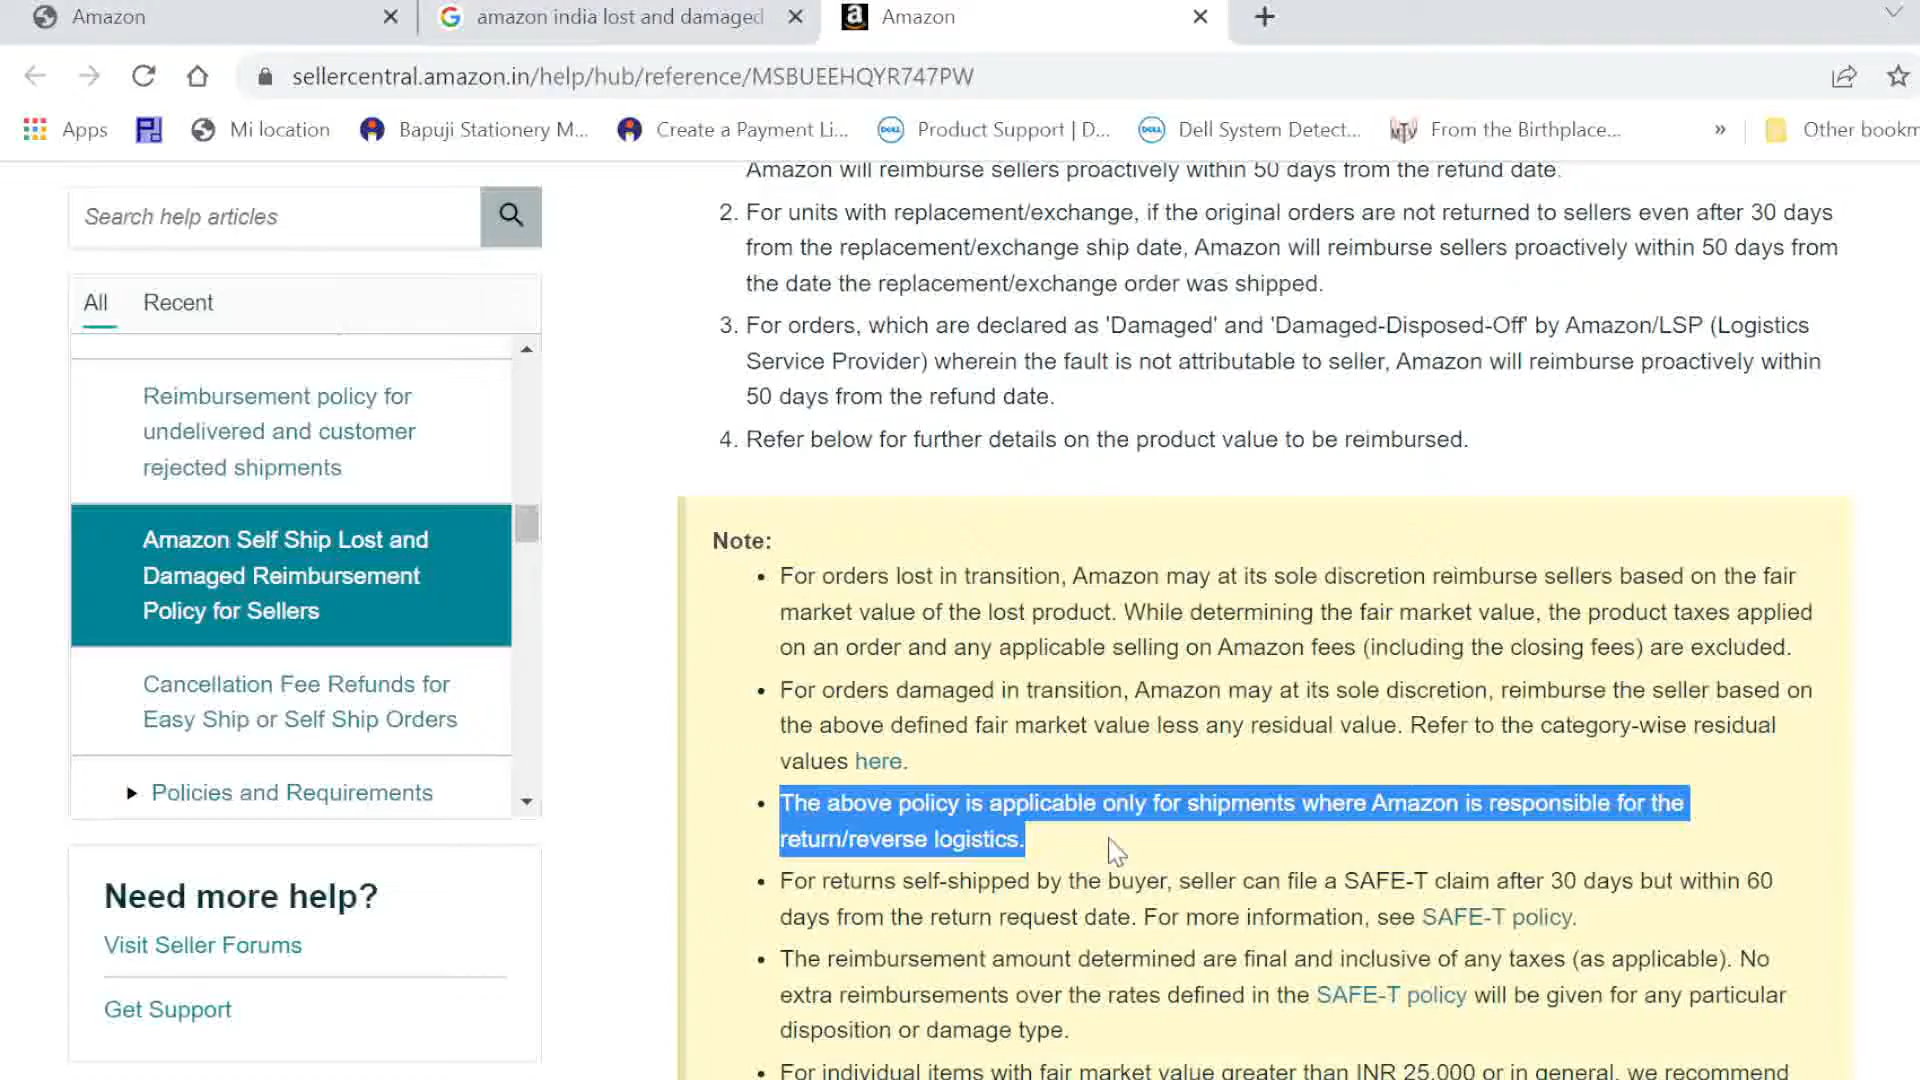 Amazon
amazon india lost and damaged
Amazon
sellercentral.amazon.in/help/hub/reference/MSBUEEHQYR747PW
Apps
Mi location
Bapuji Stationery M...
Create a Payment Li...
Product Support | D...
Dell System Detect...
From the Birthplace...
»
Other bookm
Search help articles
All Recent
Reimbursement policy for
undelivered and customer
rejected shipments
Amazon Self Ship Lost and
Damaged Reimbursement
Policy for Sellers
Cancellation Fee Refunds for
Easy Ship or Self Ship Orders
Policies and Requirements
Need more help?
Visit Seller Forums
Get Support
Amazon will reimburse sellers proactively within 50 days from the refund date.
2. For units with replacement/exchange, if the original orders are not returned to sellers even after 30 days
from the replacement/exchange ship date, Amazon will reimburse sellers proactively within 50 days from
the date the replacement/exchange order was shipped.
3. For orders, which are declared as 'Damaged' and 'Damaged-Disposed-Off' by Amazon/LSP (Logistics
Service Provider) wherein the fault is not attributable to seller, Amazon will reimburse proactively within
50 days from the refund date.
4. Refer below for further details on the product value to be reimbursed.
Note:
• For orders lost in transition, Amazon may at its sole discretion reimburse sellers based on the fair
market value of the lost product. While determining the fair market value, the product taxes applied
on an order and any applicable selling on Amazon fees (including the closing fees) are excluded.
• For orders damaged in transition, Amazon may at its sole discretion, reimburse the seller based on
the above defined fair market value less any residual value. Refer to the category-wise residual
values here.
• The above policy is applicable only for shipments where Amazon is responsible for the
return/reverse logistics.
• For returns self-shipped by the buyer, seller can file a SAFE-T claim after 30 days but within 60
days from the return request date. For more information, see SAFE-T policy.
• The reimbursement amount determined are final and inclusive of any taxes (as applicable). No
extra reimbursements over the rates defined in the SAFE-T policy will be given for any particular
disposition or damage type.
• For individual items with fair market value greater than INR 25,000 or in general, we recommend